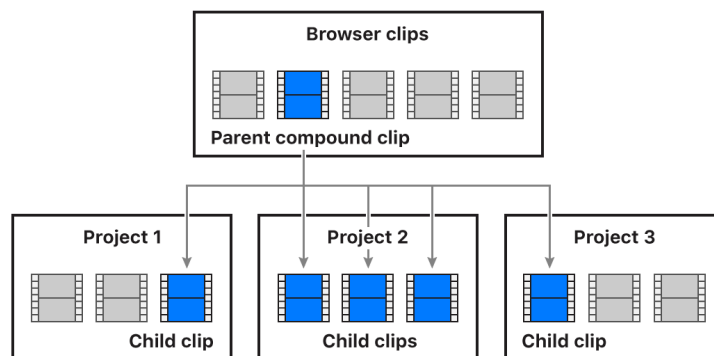 Browser clips
Parent compound clip
Project 1
Project 2
Project 3
Child clip
Child clips
Child clip